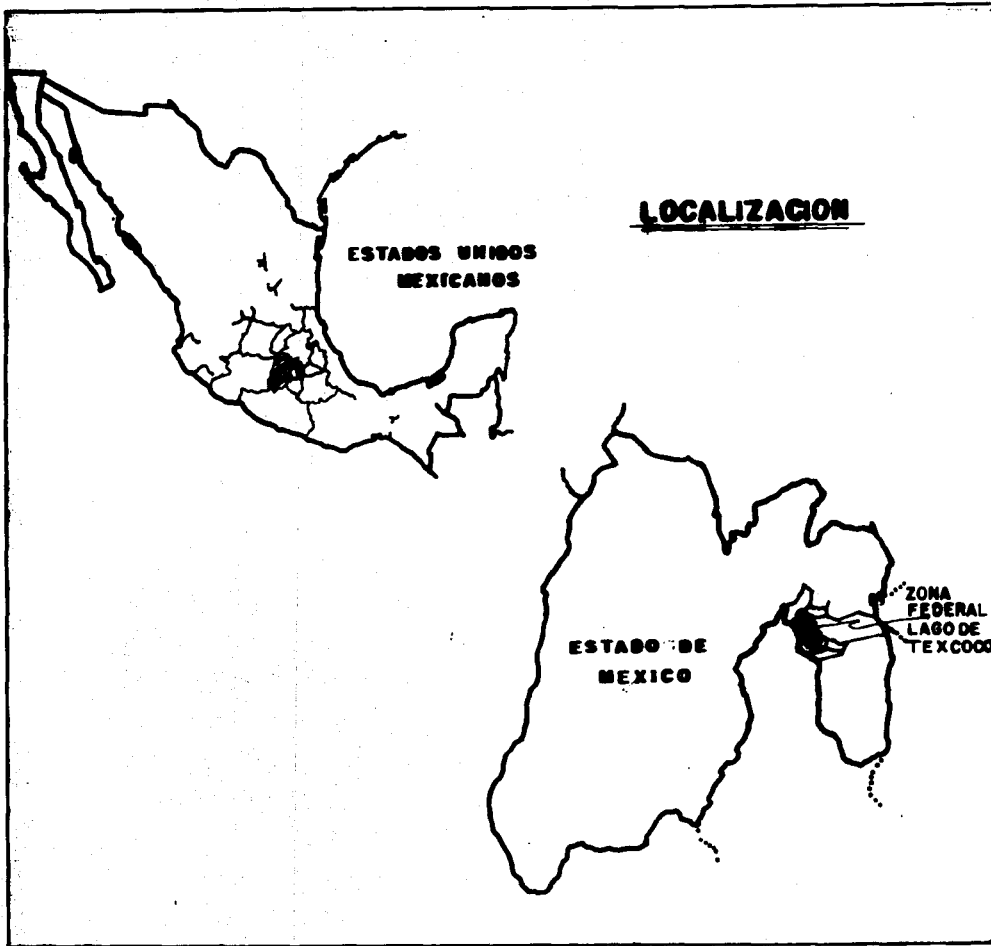 LOCALIZACION
ESTADOS UNIDOS
MEXICANOS
ESTADO DE
MEXICO
ZONA
FEDERAL
LAGO DE
TEXCOCO